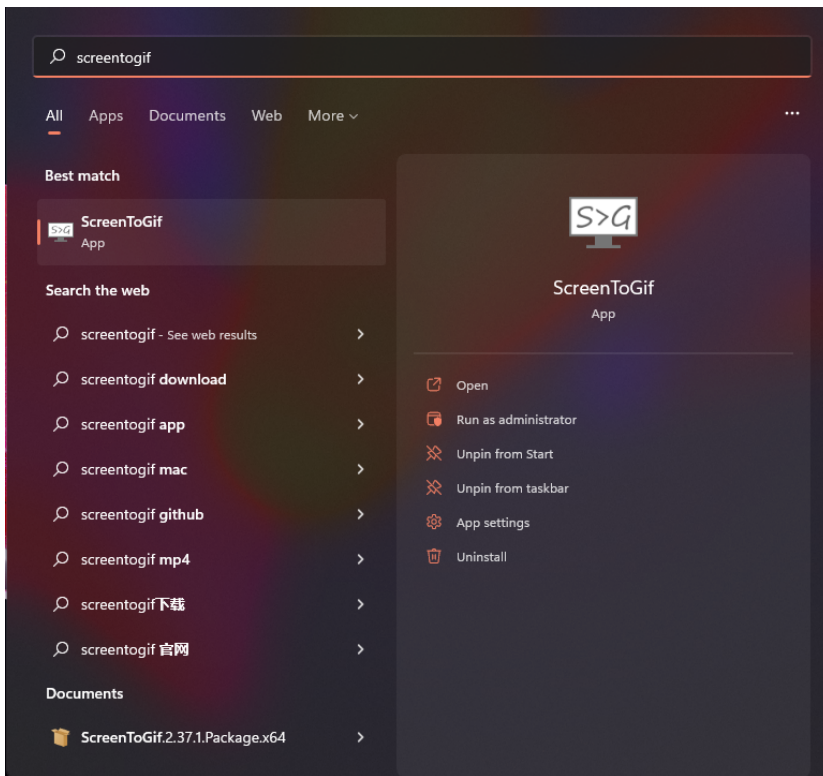 screentogif
All Apps Documents Web More
Best match
ScreenToGif
App
Search the web
screentogif - See web results
screentogif download
screentogif app
screentogif mac
screentogif github
screentogif mp4
screentogif下载
screentogif 官网
Documents
ScreenToGif.2.37.1.Package.x64
S>G
S>G
ScreenToGif
App
Open
Run as administrator
Unpin from Start
Unpin from taskbar
App settings
Uninstall